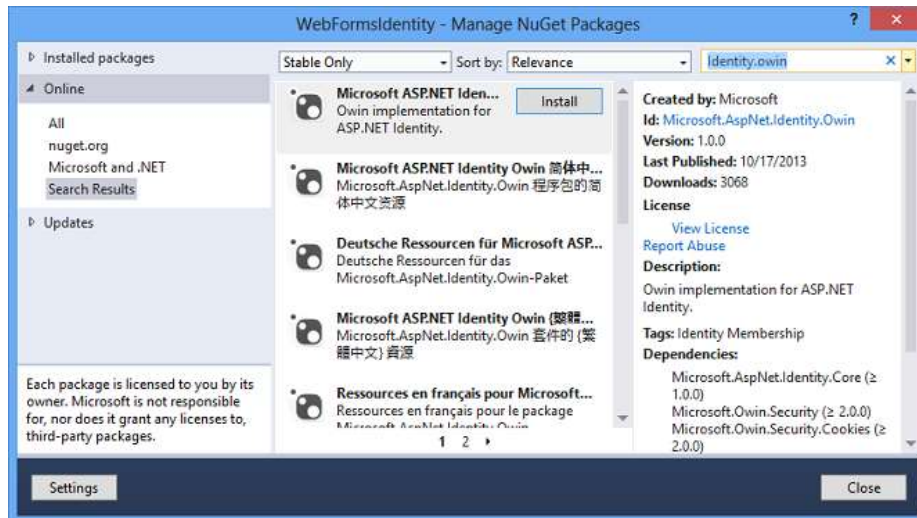 WebFormsIdentity - Manage NuGet Packages
?
×
Installed packages
Online
All
nuget.org
Microsoft and .NET
Search Results
Updates
Each package is licensed to you by its
owner. Microsoft is not responsible
for, nor does it grant any licenses to,
third-party packages.
Stable Only
Sort by: Relevance
Identity.owin
Microsoft ASP.NET Iden...
Install
Owin implementation for
ASP.NET Identity.
Microsoft ASP.NET Identity Owin 简体中...
Microsoft.AspNet.Identity.Owin 程序包的简
体中文资源
Deutsche Ressourcen für Microsoft ASP...
Deutsche Ressourcen für das
Microsoft.AspNet.Identity.Owin-Paket
Microsoft ASP.NET Identity Owin {繁體...
Microsoft.AspNet.Identity.Owin 套件的 {繁
體中文} 資源
Ressources en français pour Microsoft...
Ressources en français pour le package
Microsoft.AspNet.Identity.Owin
1 2
Created by: Microsoft
Id: Microsoft.AspNet.Identity.Owin
Version: 1.0.0
Last Published: 10/17/2013
Downloads: 3068
License
View License
Report Abuse
Description:
Owin implementation for ASP.NET
Identity.
Tags: Identity Membership
Dependencies:
Microsoft.AspNet.Identity.Core (≥
1.0.0)
Microsoft.Owin.Security (≥ 2.0.0)
Microsoft.Owin.Security.Cookies (≥
2.0.0)
Settings
Close